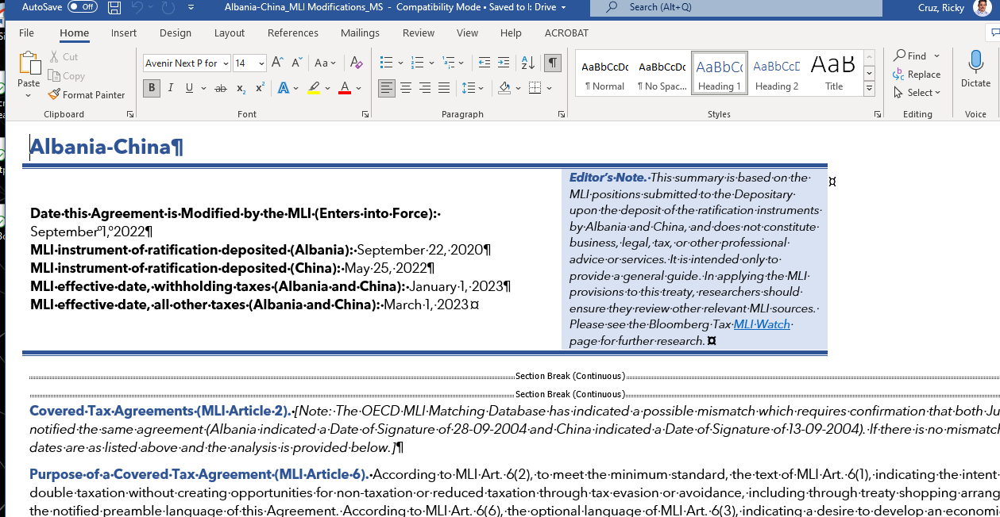 AutoSave Off Albania-China_MLI Modifications_MS - Compatibility Mode • Saved to I: Drive Search (Alt+Q) Cruz, Ricky
File Home Insert Design Layout References Mailings Review View Help ACROBAT
Cut
Copy
Paste
Format Painter
Clipboard
Avenir Next P for 14
Font
Paragraph
AaBbCcDc AaBbCcDc AaBbCc AaBbCcD AaB
¶ Normal ¶ No Spac... Heading 1 Heading 2 Title
Styles
Find
Replace
Select
Editing
Dictate
Voice
Albania-China¶
Date·this·Agreement·is·Modified·by·the·MLI·(Enters·into·Force):·
September°1,°2022¶
MLI·instrument·of·ratification·deposited·(Albania):·September·22,·2020¶
MLI·instrument·of·ratification·deposited·(China):·May·25,·2022¶
MLI·effective·date,·withholding·taxes·(Albania·and·China):·January·1,·2023¶
MLI·effective·date,·all·other·taxes·(Albania·and·China):·March·1,·2023¤
Editor's·Note.·This·summary·is·based·on·the·
MLI·positions·submitted·to·the·Depositary·
upon·the·deposit·of·the·ratification·instruments·
by·Albania·and·China,·and·does·not·constitute·
business,·legal,·tax,·or·other·professional·
advice·or·services.·It·is·intended·only·to·
provide·a·general·guide.·In·applying·the·MLI·
provisions·to·this·treaty,·researchers·should·
ensure·they·review·other·relevant·MLI·sources.·
Please·see·the·Bloomberg·Tax·MLI·Watch·
page·for·further·research.¤
¤
Section Break (Continuous)
Section Break (Continuous)
Covered·Tax·Agreements·(MLI·Article·2).·[Note:·The·OECD·MLI·Matching·Database·has·indicated·a·possible·mismatch·which·requires·confirmation·that·both·Ju
notified·the·same·agreement·(Albania·indicated·a·Date·of·Signature·of·28-09-2004·and·China·indicated·a·Date·of·Signature·of·13-09-2004).·If·there·is·no·mismatc
dates·are·as·listed·above·and·the·analysis·is·provided·below.]¶
Purpose·of·a·Covered·Tax·Agreement·(MLI·Article·6).·According·to·MLI·Art.·6(2),·to·meet·the·minimum·standard,·the·text·of·MLI·Art.·6(1),·indicating·the·intent·
double·taxation·without·creating·opportunities·for·non-taxation·or·reduced·taxation·through·tax·evasion·or·avoidance,·including·through·treaty·shopping·arrang
the·notified·preamble·language·of·this·Agreement.·According·to·MLI·Art.·6(6),·the·optional·language·of·MLI·Art.·6(3),·indicating·a·desire·to·develop·an·economi